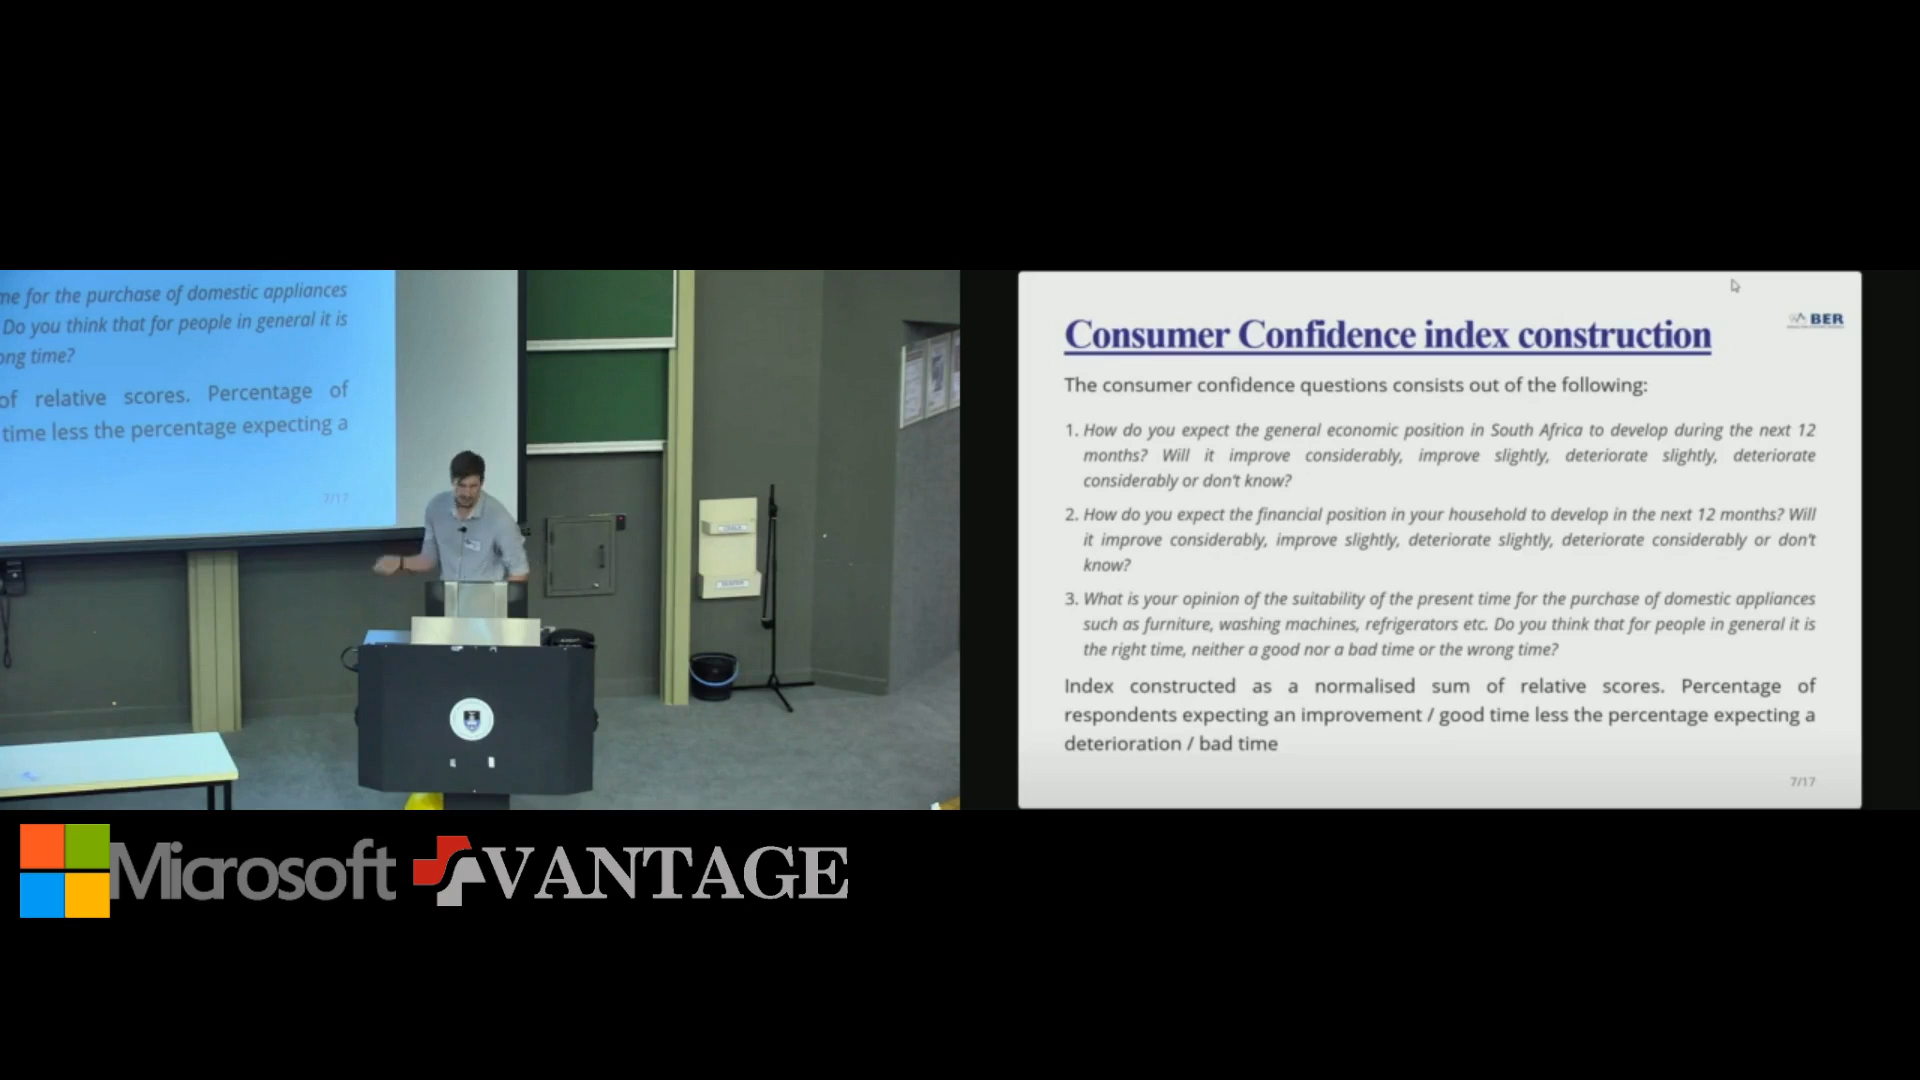 me for the purchase of domestic appliances
Do you think that for people in general it is
ong time?
of relative scores. Percentage of
time less the percentage expecting a
7/17
BER
Consumer Confidence index construction
The consumer confidence questions consists out of the following:
1. How do you expect the general economic position in South Africa to develop during the next 12
months? Will it improve considerably, improve slightly, deteriorate slightly, deteriorate
considerably or don't know?
2. How do you expect the financial position in your household to develop in the next 12 months? Will
it improve considerably, improve slightly, deteriorate slightly, deteriorate considerably or don't
know?
3. What is your opinion of the suitability of the present time for the purchase of domestic appliances
such as furniture, washing machines, refrigerators etc. Do you think that for people in general it is
the right time, neither a good nor a bad time or the wrong time?
Index constructed as a normalised sum of relative scores. Percentage of
respondents expecting an improvement / good time less the percentage expecting a
deterioration / bad time
7/17
Microsoft
VANTAGE